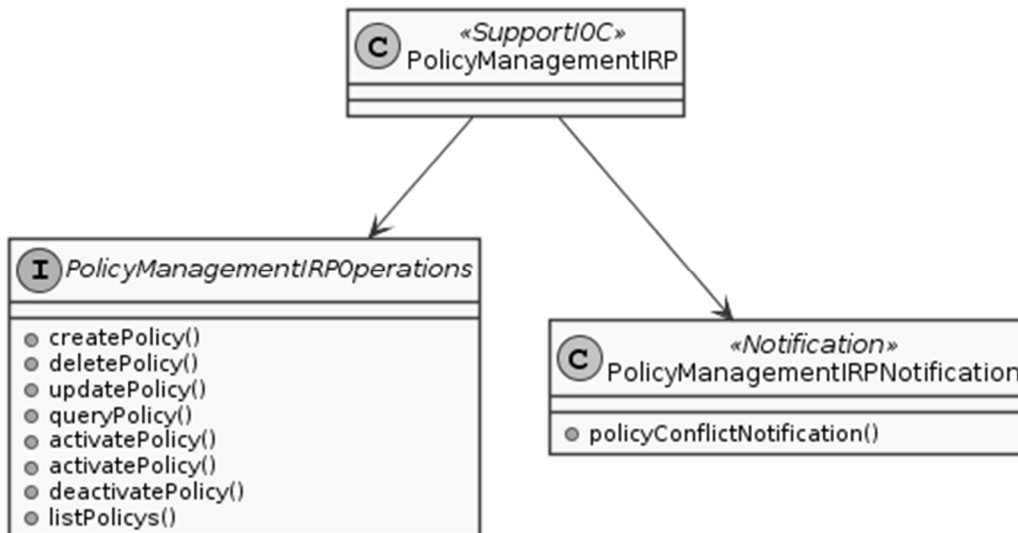 C
«SupportIOC»
PolicyManagementIRP
I
PolicyManagementIRPOperations
createPolicy()
deletePolicy()
updatePolicy()
queryPolicy()
activatePolicy()
activatePolicy()
deactivatePolicy()
listPolicys()
C
«Notification»
PolicyManagementIRPNotification
policyConflictNotification()